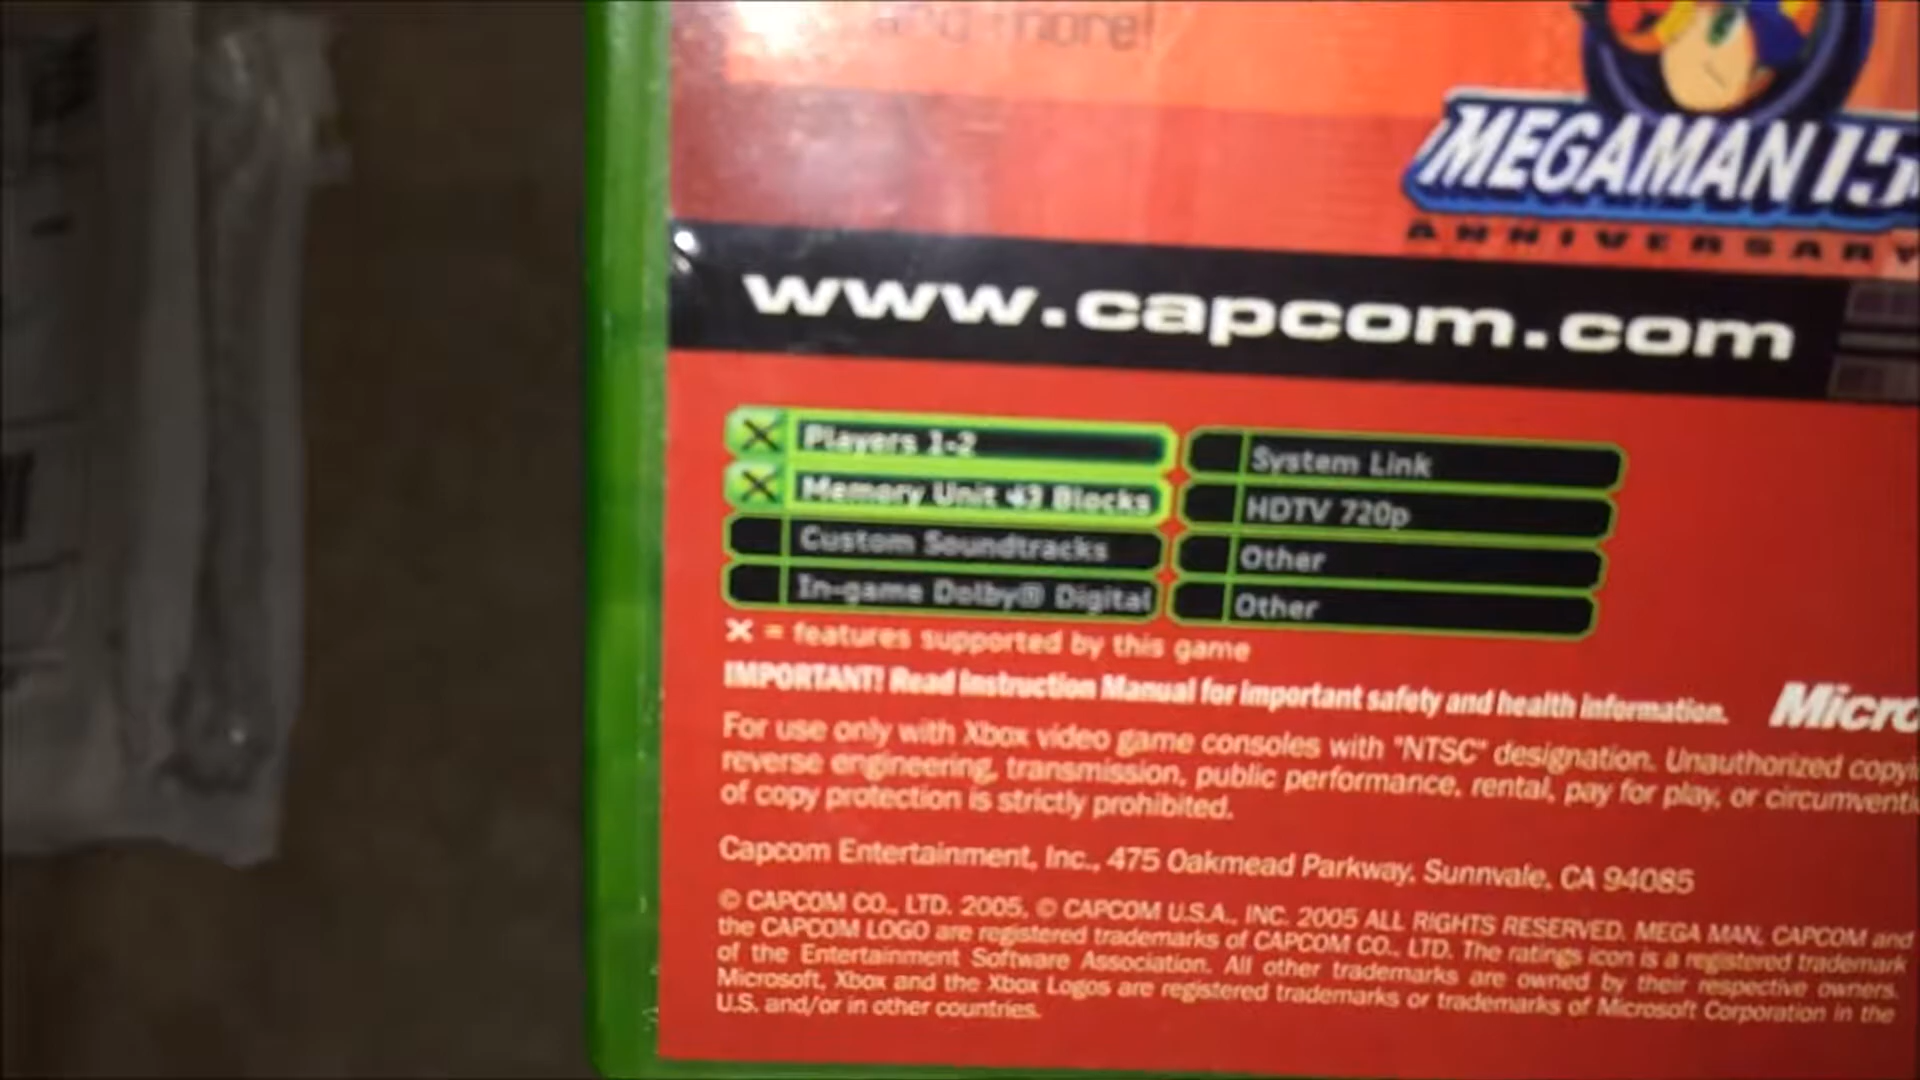 and more!
MEGAMAN 15
ANNIVERSARY
www.capcom.com
Players 1-2
Memory Unit 43 Blocks
Custom Soundtracks
In-game Dolby® Digital
System Link
HDTV 720p
Other
Other
X = features supported by this game
IMPORTANT! Read Instruction Manual for important safety and health information.
Micro
For use only with Xbox video game consoles with "NTSC" designation. Unauthorized copyi
reverse engineering, transmission, public performance, rental, pay for play, or circumventi
of copy protection is strictly prohibited.
Capcom Entertainment, Inc., 475 Oakmead Parkway, Sunnvale, CA 94085
© CAPCOM CO., LTD. 2005, © CAPCOM U.S.A., INC. 2005 ALL RIGHTS RESERVED. MEGA MAN, CAPCOM and
the CAPCOM LOGO are registered trademarks of CAPCOM CO., LTD. The ratings icon is a registered trademark
of the Entertainment Software Association. All other trademarks are owned by their respective owners.
Microsoft, Xbox and the Xbox Logos are registered trademarks or trademarks of Microsoft Corporation in the
U.S. and/or in other countries.